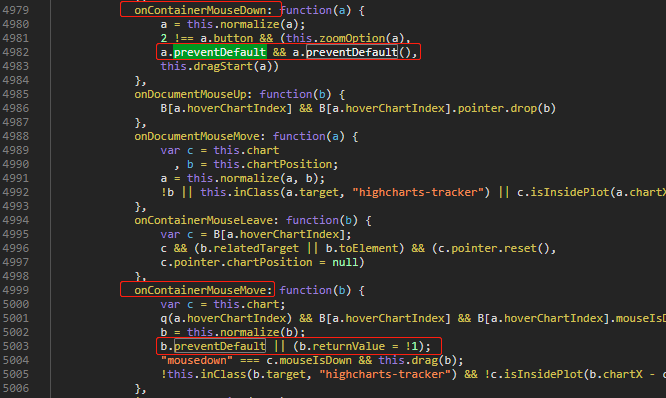 4979 onContainerMouseDown: function(a) {
4980 a = this.normalize(a);
4981 2 !== a.button && (this.zoomOption(a),
4982 a.preventDefault && a.preventDefault(),
4983 this.dragStart(a))
4984 },
4985 onDocumentMouseUp: function(b) {
4986 B[a.hoverChartIndex] && B[a.hoverChartIndex].pointer.drop(b)
4987 },
4988 onDocumentMouseMove: function(a) {
4989 var c = this.chart
4990 , b = this.chartPosition;
4991 a = this.normalize(a, b);
4992 !b || this.inClass(a.target, "highcharts-tracker") || c.isInsidePlot(a.chartX
4993 },
4994 onContainerMouseLeave: function(b) {
4995 var c = B[a.hoverChartIndex];
4996 c && (b.relatedTarget || b.toElement) && (c.pointer.reset(),
4997 c.pointer.chartPosition = null)
4998 },
4999 onContainerMouseMove: function(b) {
5000 var c = this.chart;
5001 q(a.hoverChartIndex) && B[a.hoverChartIndex] && B[a.hoverChartIndex].mouseIs
5002 b = this.normalize(b);
5003 b.preventDefault || (b.returnValue = !1);
5004 "mousedown" === c.mouseIsDown && this.drag(b);
5005 !this.inClass(b.target, "highcharts-tracker") && !c.isInsidePlot(b.chartX - c
5006 },